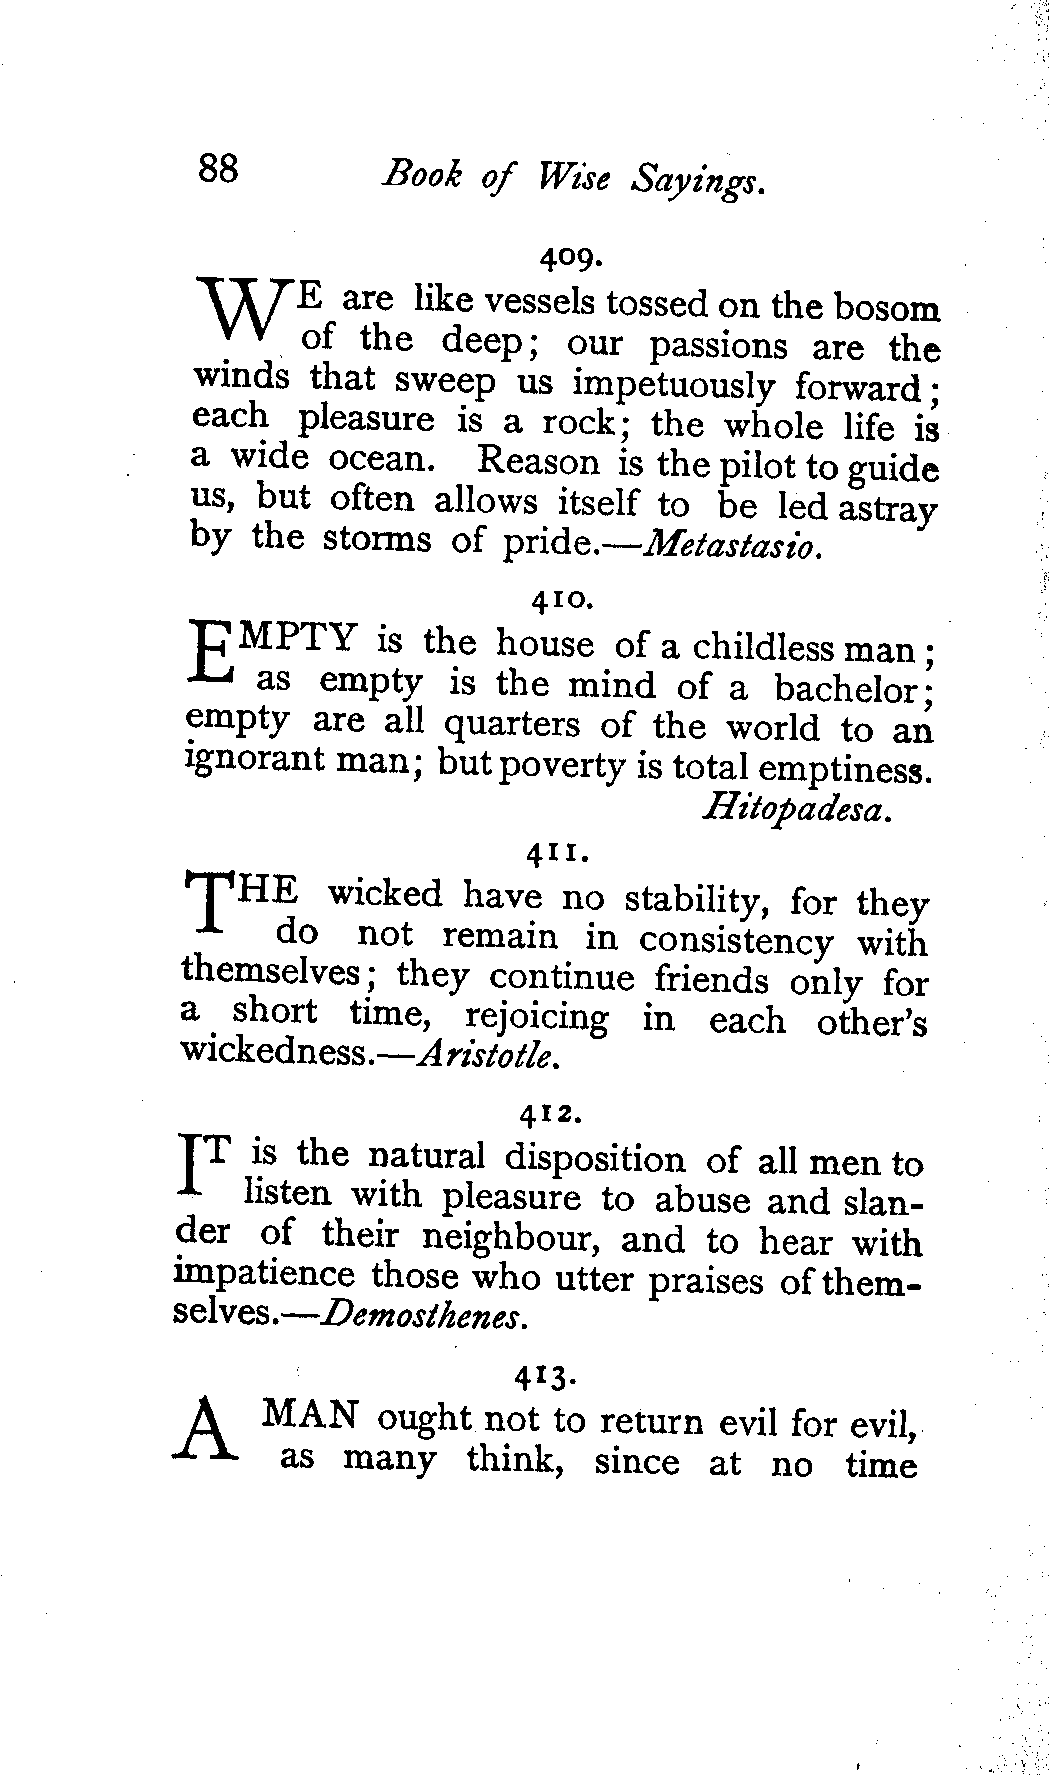 88 Book of Wise Sayings.
409.
WE are like vessels tossed on the bosom
of the deep; our passions are the
winds that sweep us impetuously forward;
each pleasure is a rock; the whole life is
a wide ocean. Reason is the pilot to guide
us, but often allows itself to be led astray
by the storms of pride.—Metastasio.
410.
EMPTY is the house of a childless man;
as empty is the mind of a bachelor;
empty are all quarters of the world to an
ignorant man; but poverty is total emptiness.
Hitopadesa.
411.
THE wicked have no stability, for they
do not remain in consistency with
themselves; they continue friends only for
a short time, rejoicing in each other's
wickedness.—Aristotle.
412.
IT is the natural disposition of all men to
listen with pleasure to abuse and slan-
der of their neighbour, and to hear with
impatience those who utter praises of them-
selves.—Demosthenes.
413.
A MAN ought not to return evil for evil,
as many think, since at no time